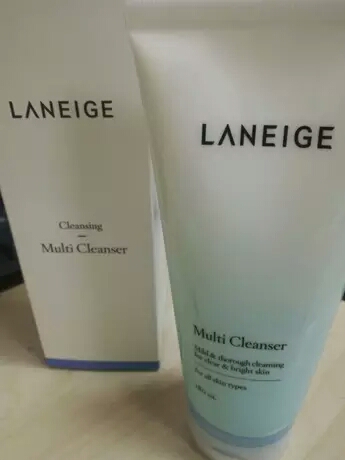 LANEIGE
Cleansing
Multi Cleanser
LANEIGE
Multi Cleanser
Mild & thorough cleansing
for clear & bright skin
For all skin types